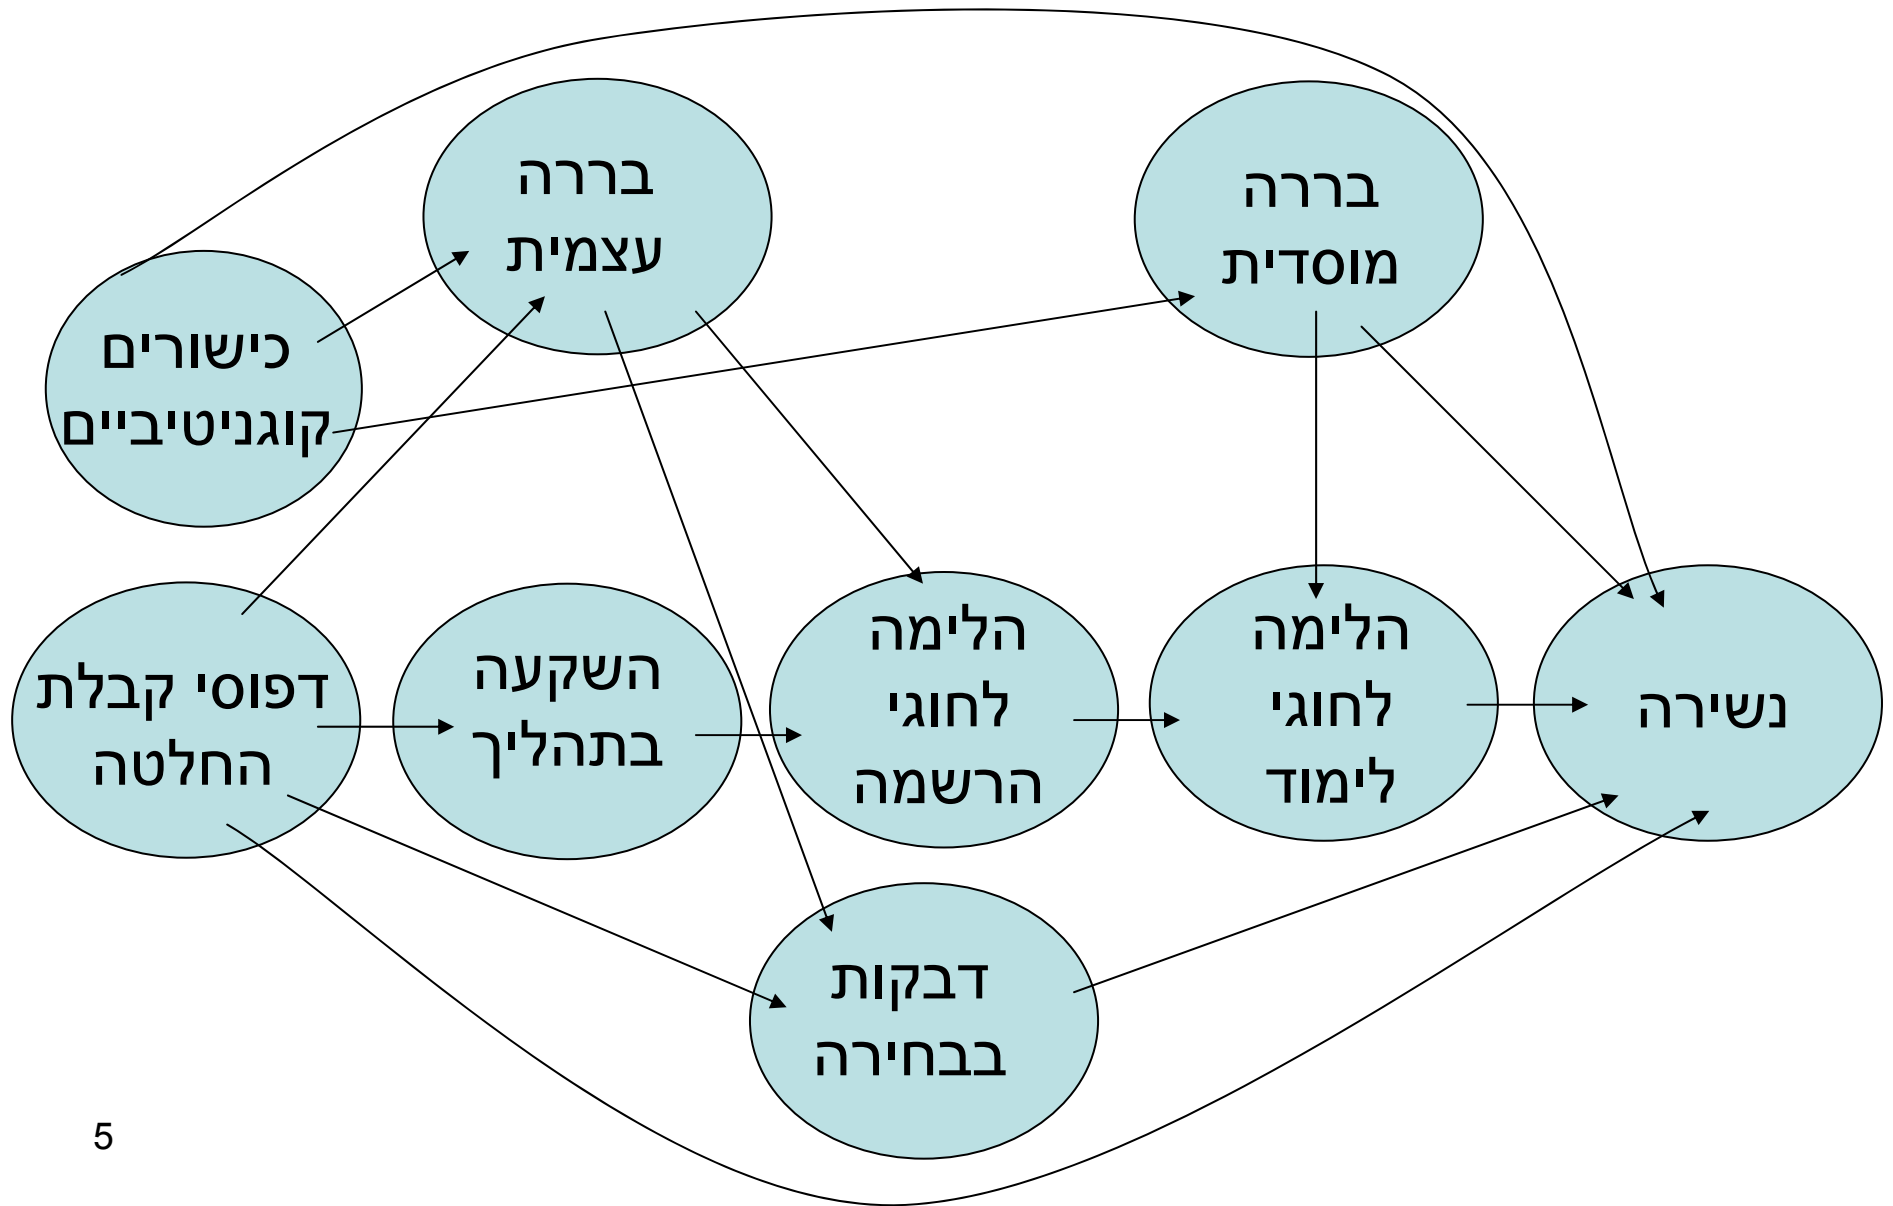 בררה
עצמית
בררה
מוסדית
כישורים
קוגניטיביים
דפוסי קבלת
החלטה
השקעה
בתהליך
הלימה
לחוגי
הרשמה
הלימה
לחוגי
לימוד
נשירה
דבקות
בבחירה
5